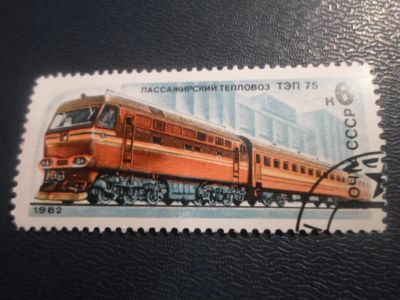 ПАССАЖИРСКИЙ ТЕПЛОВОЗ ТЭП 75
6 К
ПОЧТА СССР
1982